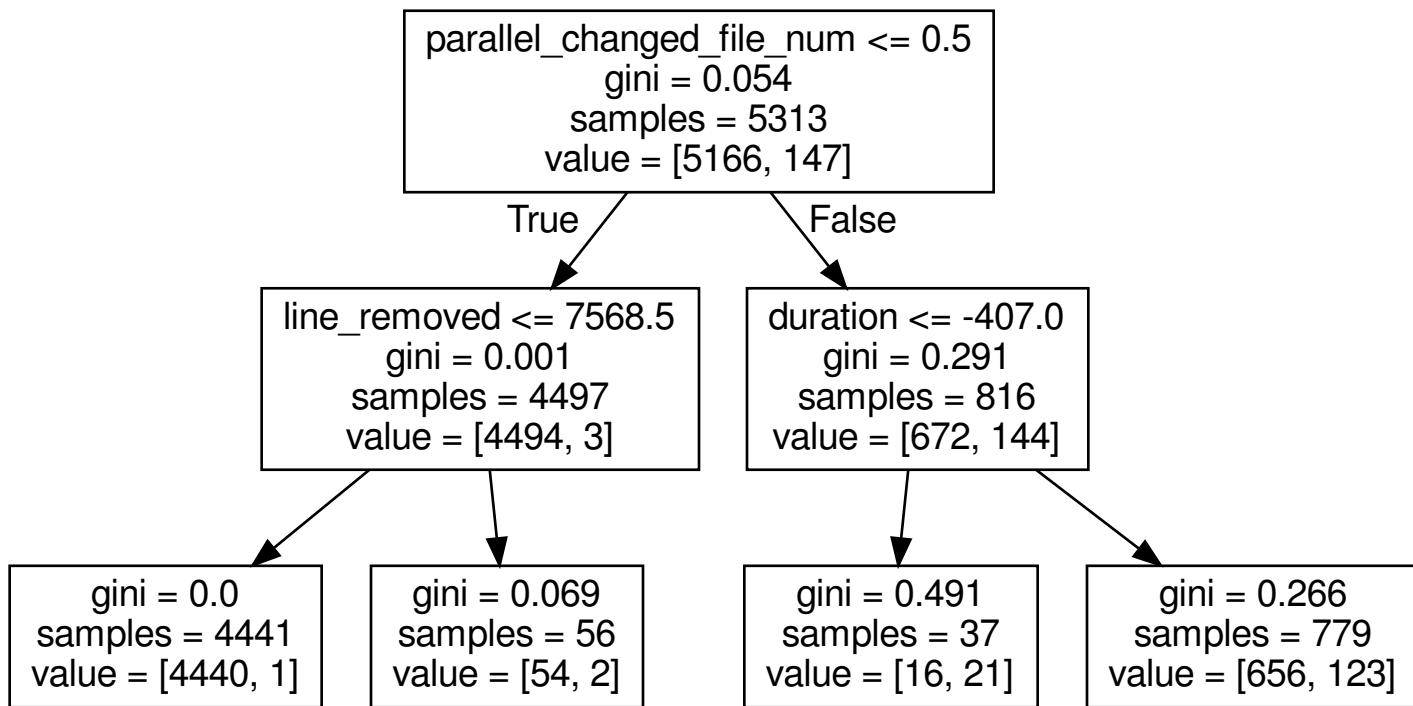 parallel_changed_file_num <= 0.5
gini = 0.054
samples = 5313
value = [5166, 147]
True
False
line_removed <= 7568.5
gini = 0.001
samples = 4497
value = [4494, 3]
duration <= -407.0
gini = 0.291
samples = 816
value = [672, 144]
gini = 0.0
samples = 4441
value = [4440, 1]
gini = 0.069
samples = 56
value = [54, 2]
gini = 0.491
samples = 37
value = [16, 21]
gini = 0.266
samples = 779
value = [656, 123]